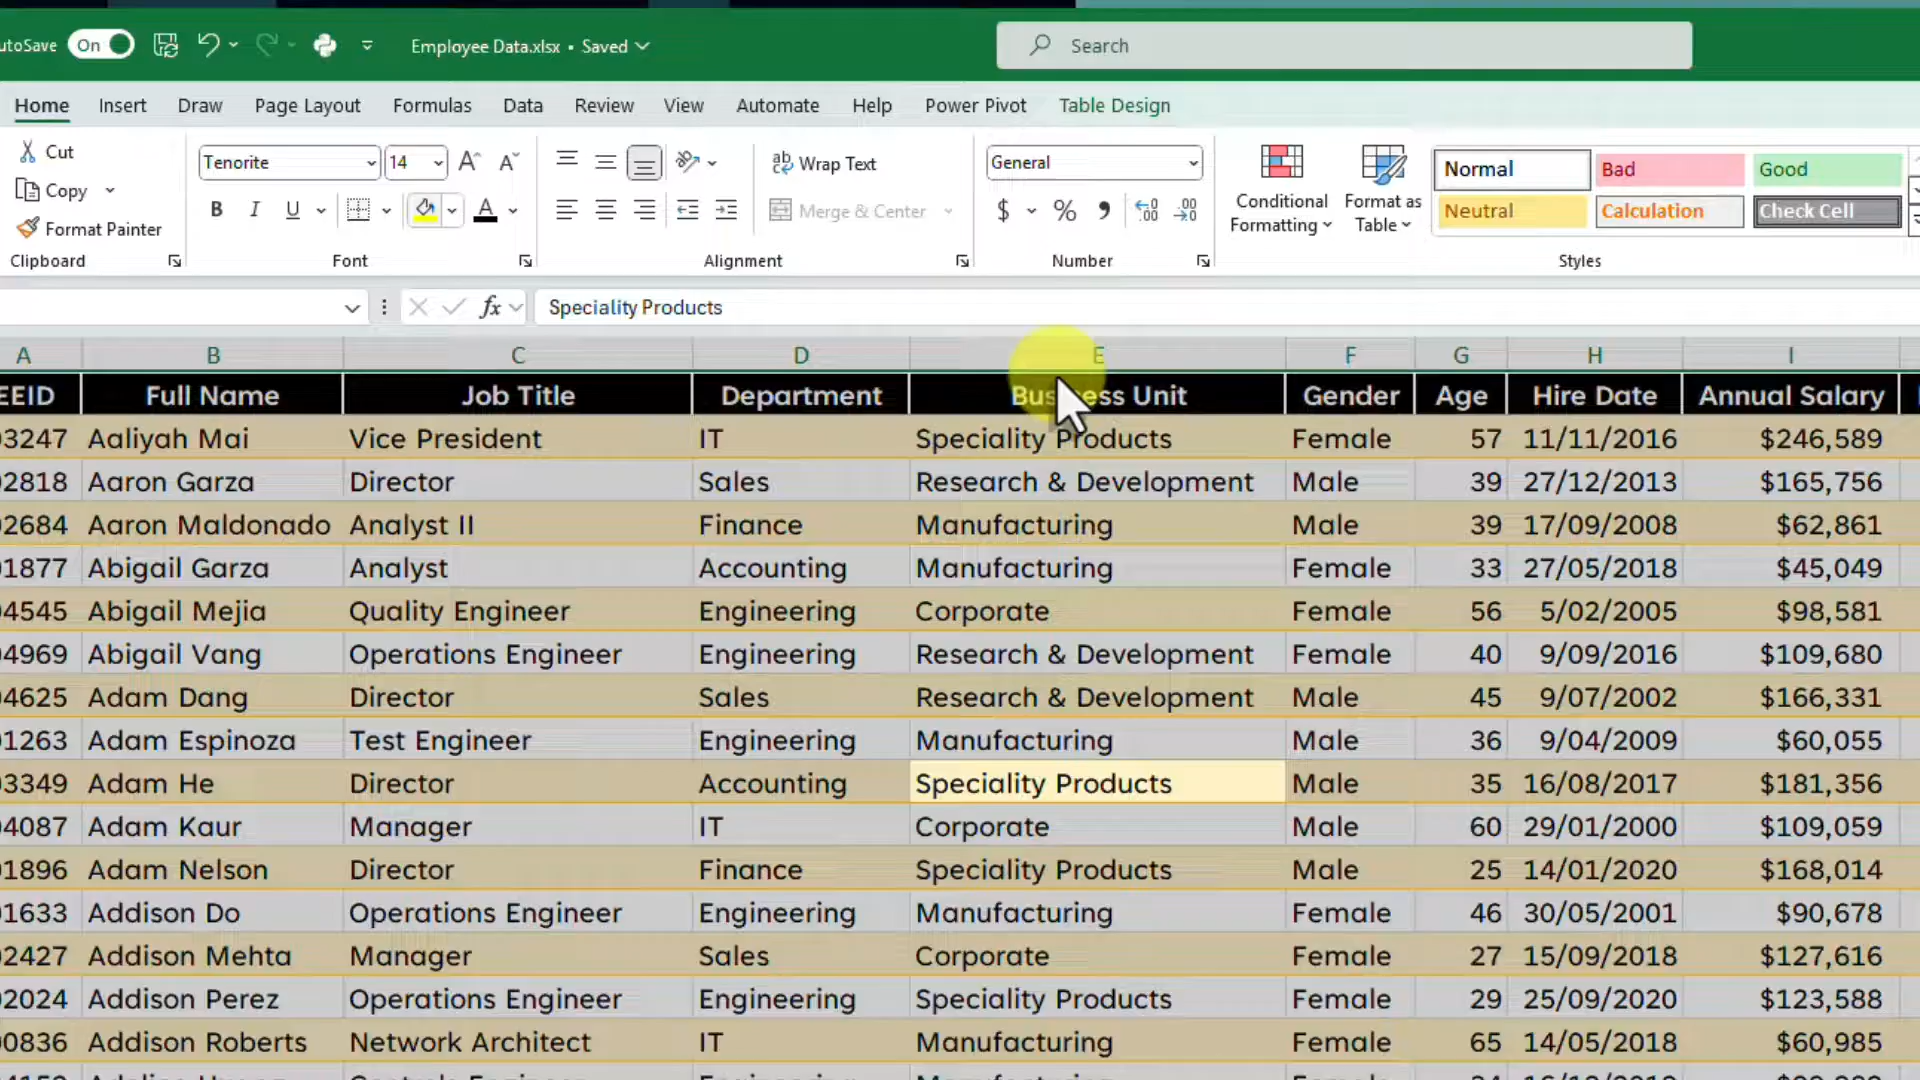 utoSave On Employee Data.xlsx • Saved Search
Home Insert Draw Page Layout Formulas Data Review View Automate Help Power Pivot Table Design
Cut
Copy
Format Painter
Clipboard
Tenorite 14 A A
B I U A
Font
ab Wrap Text
Merge & Center
Alignment
General
$ % 9 .00 .00
Number
Conditional Formatting
Format as Table
Normal Bad Good
Neutral Calculation Check Cell
Styles
fx Speciality Products
A B C D E F G H I
EEID Full Name Job Title Department Business Unit Gender Age Hire Date Annual Salary
3247 Aaliyah Mai Vice President IT Speciality Products Female 57 11/11/2016 $246,589
2818 Aaron Garza Director Sales Research & Development Male 39 27/12/2013 $165,756
2684 Aaron Maldonado Analyst II Finance Manufacturing Male 39 17/09/2008 $62,861
1877 Abigail Garza Analyst Accounting Manufacturing Female 33 27/05/2018 $45,049
4545 Abigail Mejia Quality Engineer Engineering Corporate Female 56 5/02/2005 $98,581
4969 Abigail Vang Operations Engineer Engineering Research & Development Female 40 9/09/2016 $109,680
4625 Adam Dang Director Sales Research & Development Male 45 9/07/2002 $166,331
1263 Adam Espinoza Test Engineer Engineering Manufacturing Male 36 9/04/2009 $60,055
3349 Adam He Director Accounting Speciality Products Male 35 16/08/2017 $181,356
4087 Adam Kaur Manager IT Corporate Male 60 29/01/2000 $109,059
1896 Adam Nelson Director Finance Speciality Products Male 25 14/01/2020 $168,014
1633 Addison Do Operations Engineer Engineering Manufacturing Female 46 30/05/2001 $90,678
2427 Addison Mehta Manager Sales Corporate Female 27 15/09/2018 $127,616
2024 Addison Perez Operations Engineer Engineering Speciality Products Female 29 25/09/2020 $123,588
0836 Addison Roberts Network Architect IT Manufacturing Female 65 14/05/2018 $60,985